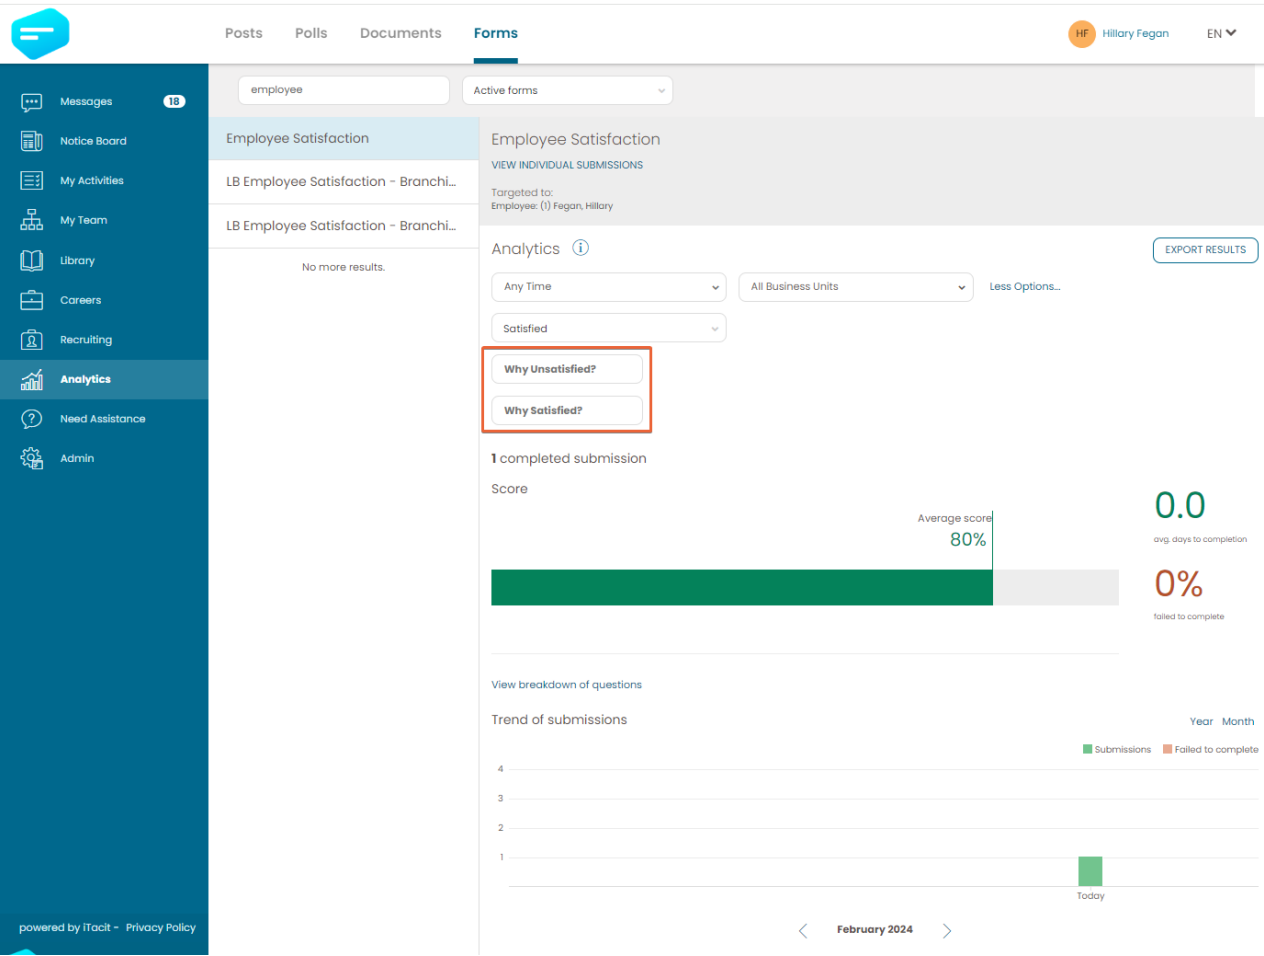 Posts Polls Documents Forms
HF Hillary Fegan EN
Messages 18
Notice Board
My Activities
My Team
Library
Careers
Recruiting
Analytics
Need Assistance
Admin
powered by iTacit - Privacy Policy
employee
Active forms
Employee Satisfaction
LB Employee Satisfaction - Branchi...
LB Employee Satisfaction - Branchi...
No more results.
Employee Satisfaction
VIEW INDIVIDUAL SUBMISSIONS
Targeted to:
Employee: (1) Fegan, Hillary
Analytics i
EXPORT RESULTS
Any Time All Business Units Less Options...
Satisfied
Why Unsatisfied?
Why Satisfied?
1 completed submission
Score
Average score
80%
0.0
avg. days to completion
0%
failed to complete
View breakdown of questions
Trend of submissions
Year Month
Submissions Failed to complete
4
3
2
1
Today
February 2024